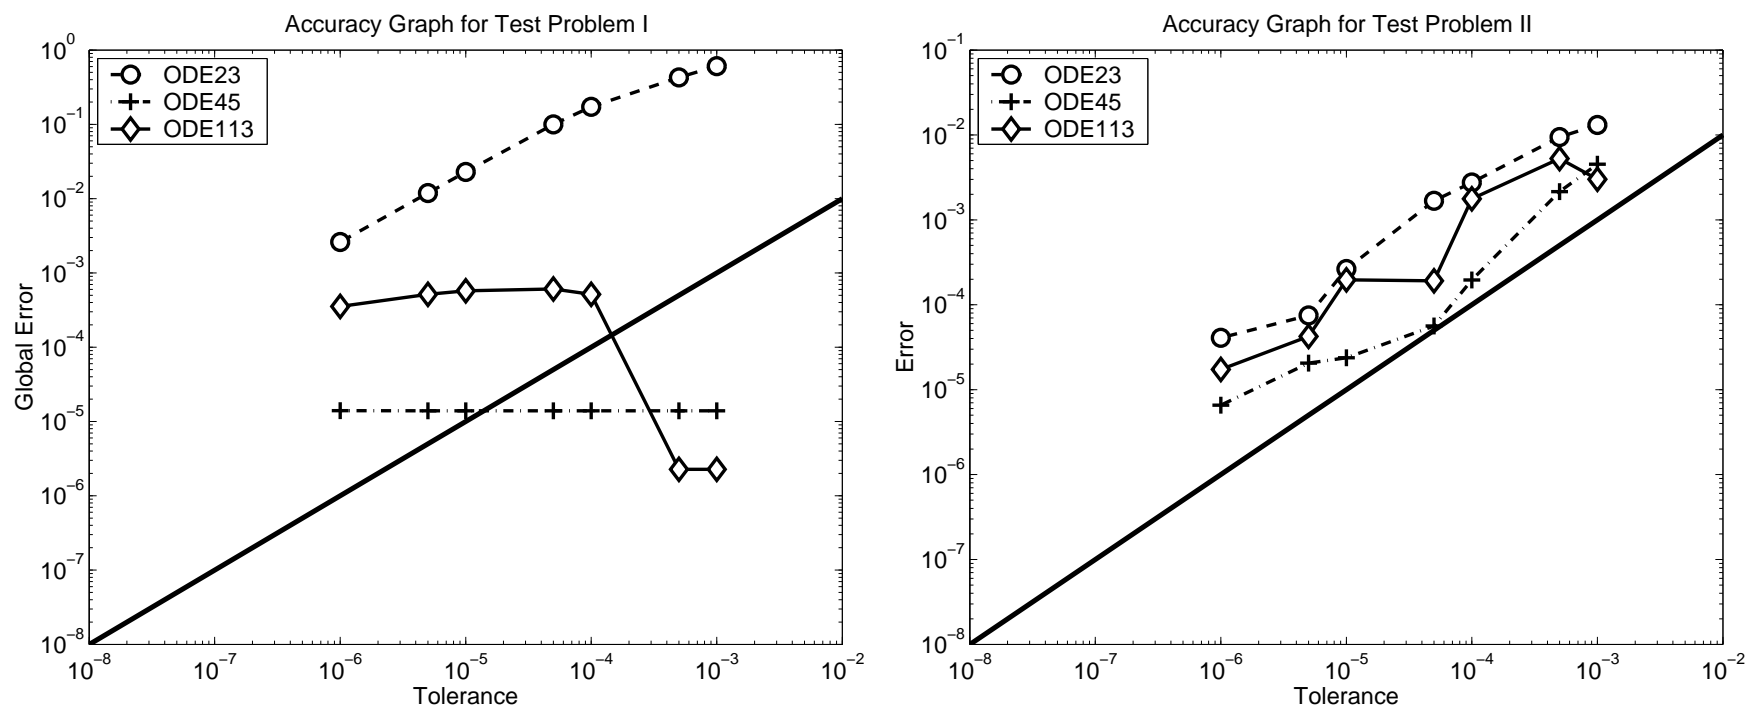 Accuracy Graph for Test Problem I
ODE23
ODE45
ODE113
Global Error
10^0
10^−1
10^−2
10^−3
10^−4
10^−5
10^−6
10^−7
10^−8
10^−8 10^−7 10^−6 10^−5 10^−4 10^−3 10^−2
Tolerance
Accuracy Graph for Test Problem II
ODE23
ODE45
ODE113
Error
10^−1
10^−2
10^−3
10^−4
10^−5
10^−6
10^−7
10^−8
10^−8 10^−7 10^−6 10^−5 10^−4 10^−3 10^−2
Tolerance